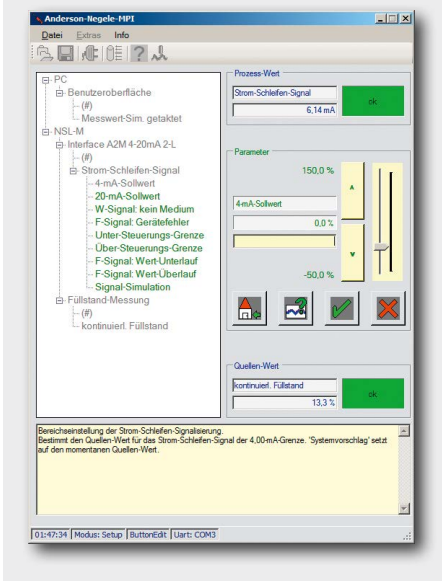 Anderson-Negele-MPI
Datei Extras Info
PC
Benutzeroberfläche
(#)
Messwert-Sim. getaktet
NSL-M
Interface A2M 4-20mA 2-L
(#)
Strom-Schleifen-Signal
4-mA-Sollwert
20-mA-Sollwert
W-Signal: kein Medium
F-Signal: Gerätefehler
Unter-Steuerungs-Grenze
Über-Steuerungs-Grenze
F-Signal: Wert-Unterlauf
F-Signal: Wert-Überlauf
Signal-Simulation
Füllstand-Messung
(#)
kontinuierl. Füllstand
Prozess-Wert
Strom-Schleifen-Signal
6,14 mA
ok
Parameter
150,0 %
4-mA-Sollwert
0,0 %
-50,0 %
Quellen-Wert
kontinuierl. Füllstand
13,3 %
ok
Bereichseinstellung der Strom-Schleifen-Signalisierung.
Bestimmt den Quellen-Wert für das Strom-Schleifen-Signal der 4,00-mA-Grenze. 'Systemvorschlag' setzt
auf den momentanen Quellen-Wert.
01:47:34 Modus: Setup ButtonEdit Uart: COM3